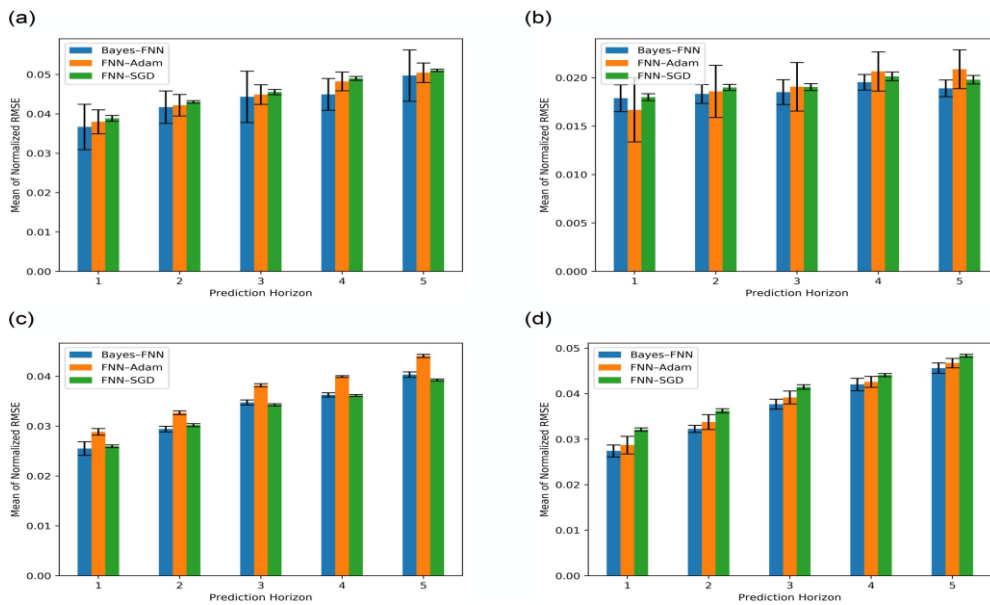 (a)
Bayes-FNN
FNN-Adam
FNN-SGD
Mean of Normalized RMSE
0.05
0.04
0.03
0.02
0.01
0.00
1 2 3 4 5
Prediction Horizon
(b)
Bayes-FNN
FNN-Adam
FNN-SGD
Mean of Normalized RMSE
0.020
0.015
0.010
0.005
0.000
1 2 3 4 5
Prediction Horizon
(c)
Bayes-FNN
FNN-Adam
FNN-SGD
Mean of Normalized RMSE
0.04
0.03
0.02
0.01
0.00
1 2 3 4 5
Prediction Horizon
(d)
Bayes-FNN
FNN-Adam
FNN-SGD
Mean of Normalized RMSE
0.05
0.04
0.03
0.02
0.01
0.00
1 2 3 4 5
Prediction Horizon